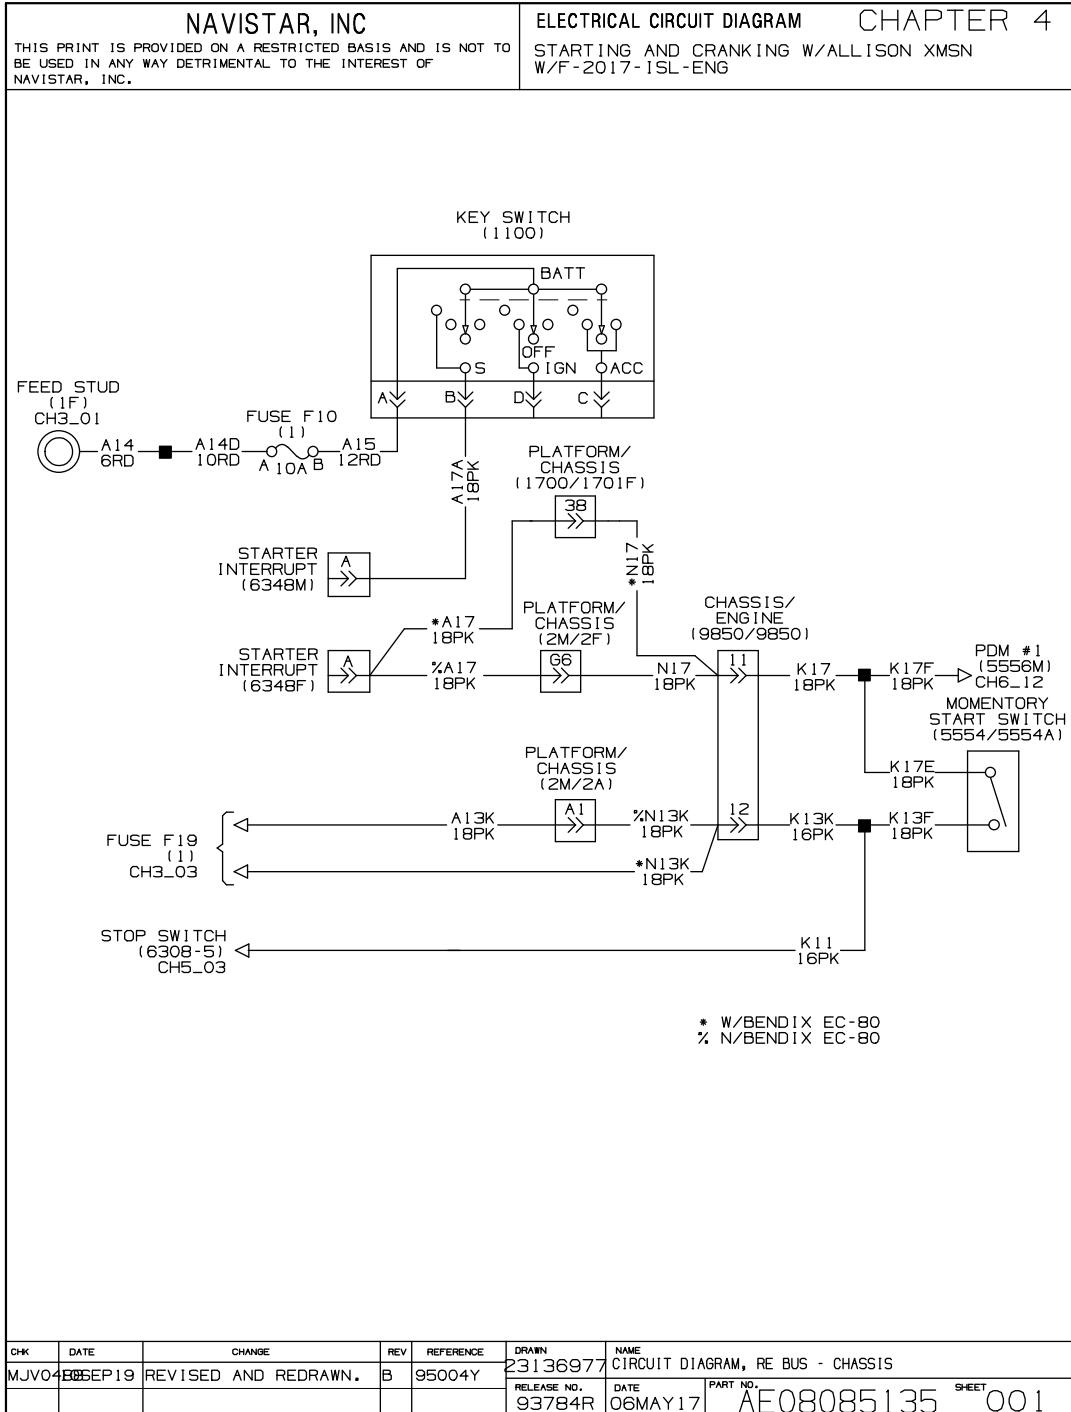 NAVISTAR, INC
THIS PRINT IS PROVIDED ON A RESTRICTED BASIS AND IS NOT TO
BE USED IN ANY WAY DETRIMENTAL TO THE INTEREST OF
NAVISTAR, INC.
ELECTRICAL CIRCUIT DIAGRAM CHAPTER 4
STARTING AND CRANKING W/ALLISON XMSN
W/F-2017-ISL-ENG
KEY SWITCH
(1100)
BATT
OFF
S IGN ACC
A B D C
FEED STUD
(1F)
CH3_01
A14
6RD
A14D
10RD
FUSE F10
(1)
A 10A B
A15
12RD
A17A
18PK
PLATFORM/
CHASSIS
(1700/1701F)
38
*N17
18PK
STARTER
INTERRUPT
(6348M)
A
*A17
18PK
PLATFORM/
CHASSIS
(2M/2F)
G6
CHASSIS/
ENGINE
(9850/9850)
11
STARTER
INTERRUPT
(6348F)
A
%A17
18PK
N17
18PK
K17
18PK
K17F
18PK
PDM #1
(5556M)
CH6_12
MOMENTORY
START SWITCH
(5554/5554A)
K17E
18PK
PLATFORM/
CHASSIS
(2M/2A)
A1
12
FUSE F19
(1)
CH3_03
A13K
18PK
%N13K
18PK
K13K
16PK
K13F
18PK
*N13K
18PK
STOP SWITCH
(6308-5)
CH5_03
K11
16PK
* W/BENDIX EC-80
% N/BENDIX EC-80
CHK DATE CHANGE REV REFERENCE
REVISED AND REDRAWN. B 95004Y
DRAWN
23136977
NAME
CIRCUIT DIAGRAM, RE BUS - CHASSIS
RELEASE NO.
93784R
DATE
06MAY17
PART NO.
AE08085135
SHEET
001